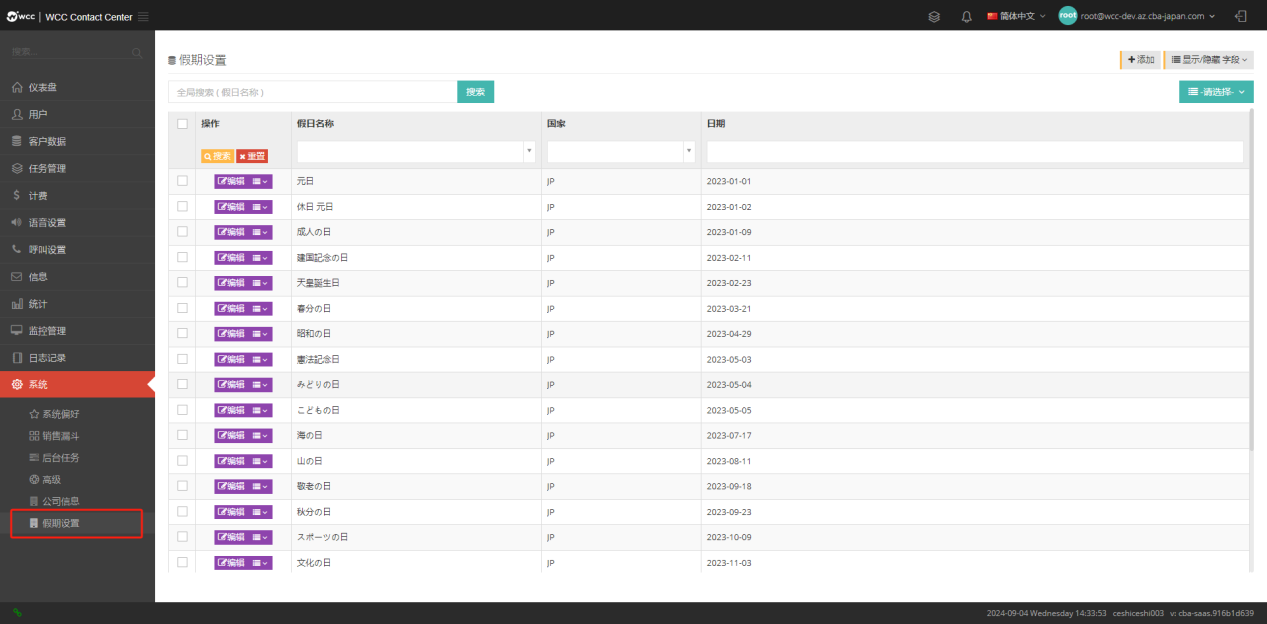 wcc | WCC Contact Center
简体中文
root
root@wcc-dev.az.cba-japan.com
搜索...
仪表盘
用户
客户数据
任务管理
计费
语音设置
呼叫设置
信息
统计
监控管理
日志记录
系统
系统偏好
销售漏斗
后台任务
高级
公司信息
假期设置
假期设置
添加
显示/隐藏 字段
全局搜索 ( 假日名称 )
搜索
-请选择-
操作 假日名称 国家 日期
搜索 重置
编辑 元日 JP 2023-01-01
编辑 休日 元日 JP 2023-01-02
编辑 成人の日 JP 2023-01-09
编辑 建国記念の日 JP 2023-02-11
编辑 天皇誕生日 JP 2023-02-23
编辑 春分の日 JP 2023-03-21
编辑 昭和の日 JP 2023-04-29
编辑 憲法記念日 JP 2023-05-03
编辑 みどりの日 JP 2023-05-04
编辑 こどもの日 JP 2023-05-05
编辑 海の日 JP 2023-07-17
编辑 山の日 JP 2023-08-11
编辑 敬老の日 JP 2023-09-18
编辑 秋分の日 JP 2023-09-23
编辑 スポーツの日 JP 2023-10-09
编辑 文化の日 JP 2023-11-03
2024-09-04 Wednesday 14:33:53 ceshiceshi003 v: cba-saas.916b1d639